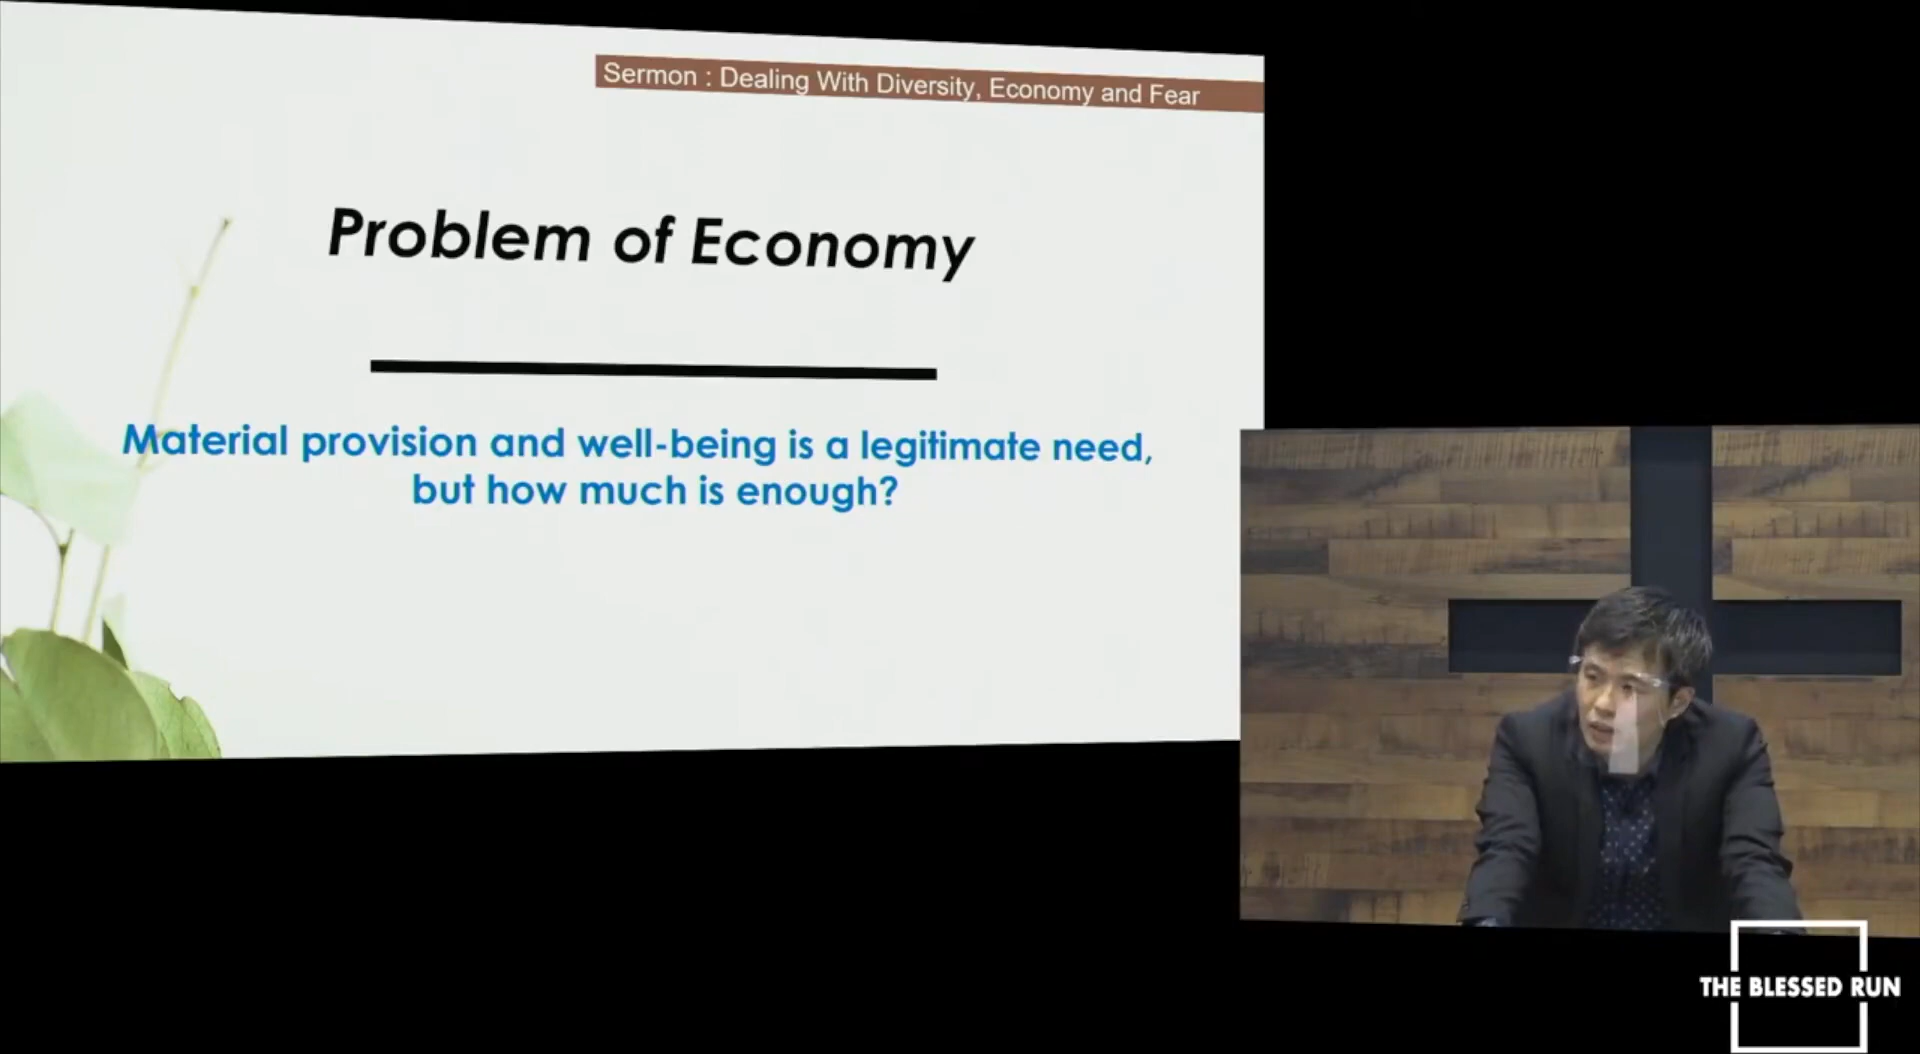 Sermon : Dealing With Diversity, Economy and Fear
Problem of Economy
Material provision and well-being is a legitimate need,
but how much is enough?
THE BLESSED RUN